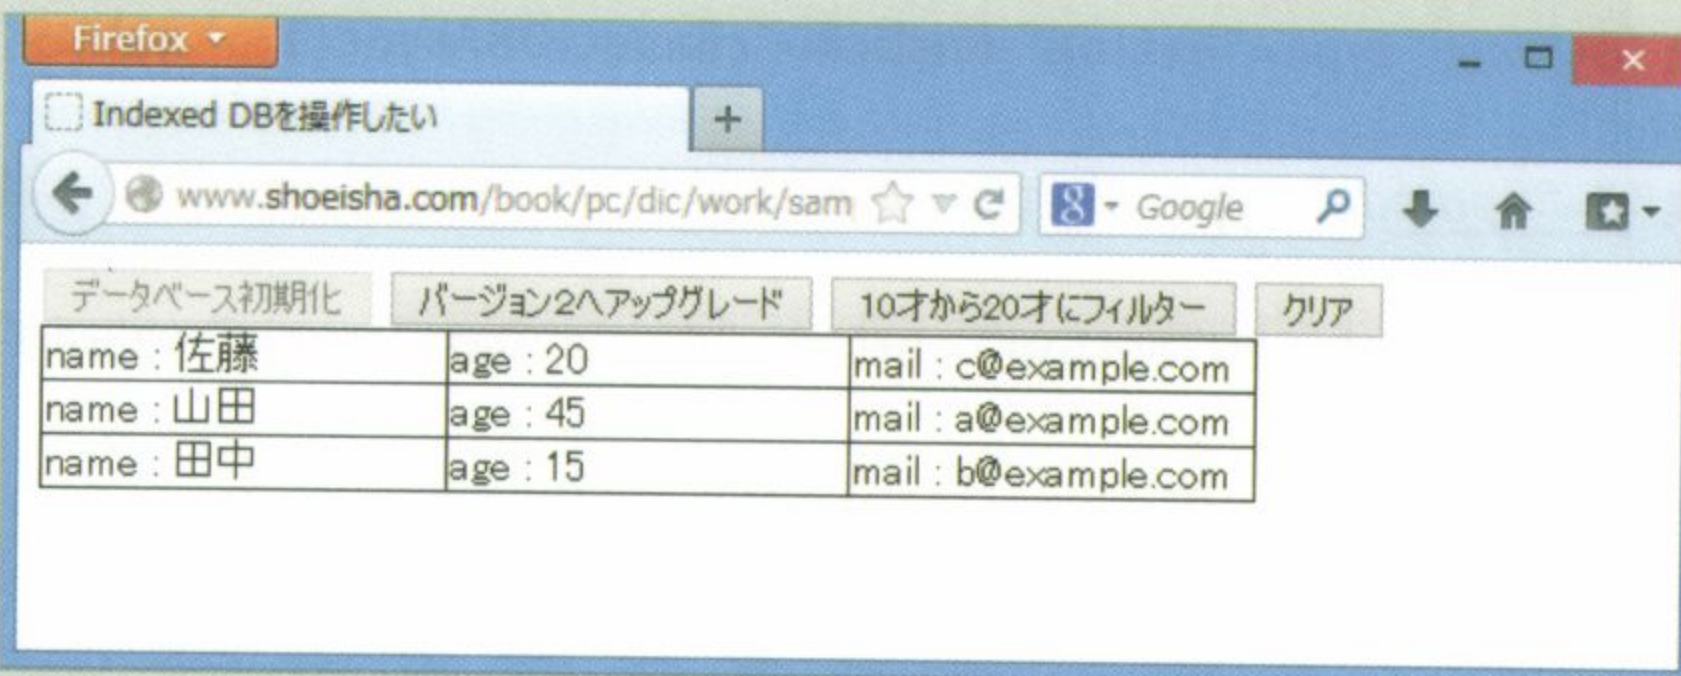 Firefox
Indexed DBを操作したい
www.shoeisha.com/book/pc/dic/work/sam Google
データベース初期化 バージョン2へアップグレード 10才から20才にフィルター クリア
name : 佐藤 age : 20 mail : c@example.com
name : 山田 age : 45 mail : a@example.com
name : 田中 age : 15 mail : b@example.com